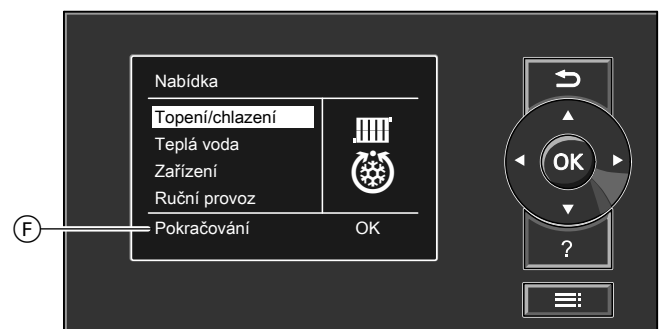 Nabídka
Topení/chlazení
Teplá voda
Zařízení
Ruční provoz
Pokračování OK
F
OK
?